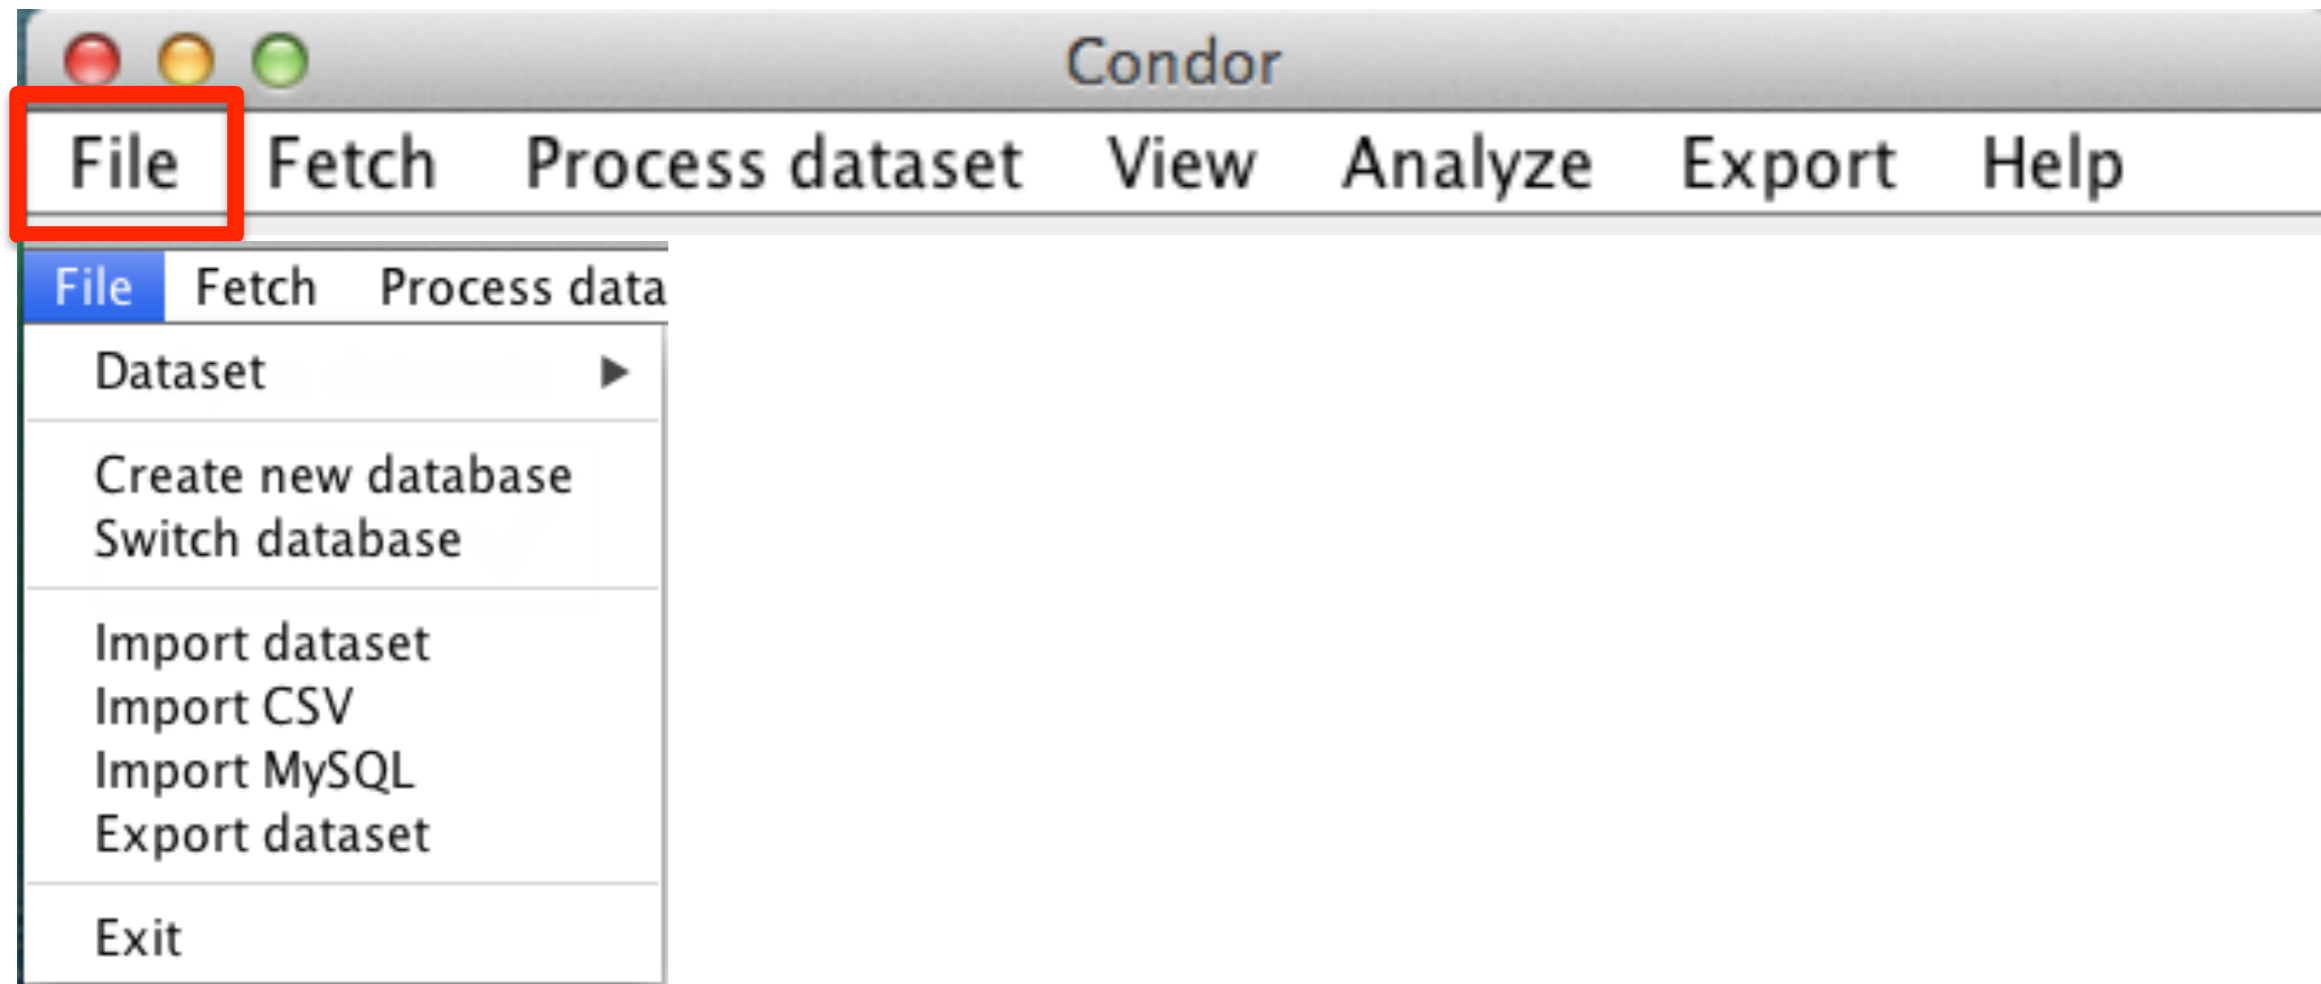 Condor
File Fetch Process dataset View Analyze Export Help
File Fetch Process data
Dataset
Create new database
Switch database
Import dataset
Import CSV
Import MySQL
Export dataset
Exit